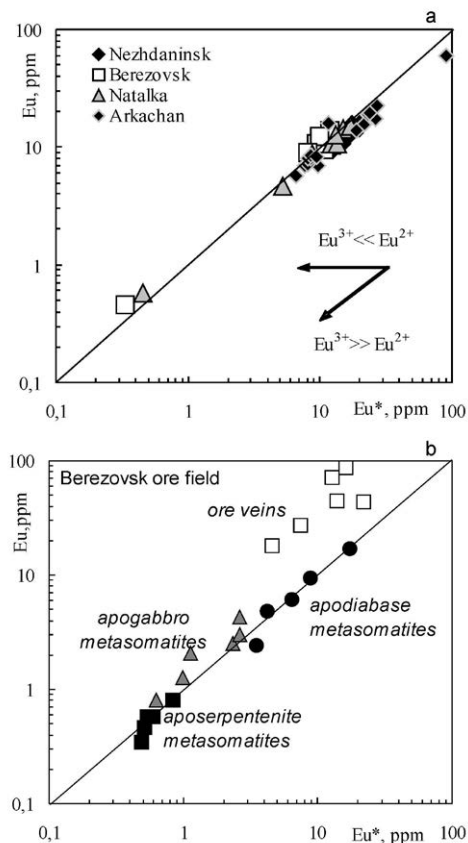 a
Eu, ppm
100
10
1
0,1
Nezhdaninsk
Berezovsk
Natalka
Arkachan
Eu³⁺<< Eu²⁺
Eu³⁺>> Eu²⁺
0,1 1 10 100
Eu*, ppm
b
Eu,ppm
100
10
1
0,1
Berezovsk ore field
ore veins
apogabbro
metasomatites
apodiabase
metasomatites
aposerpentenite
metasomatites
0,1 1 10 100
Eu*, ppm